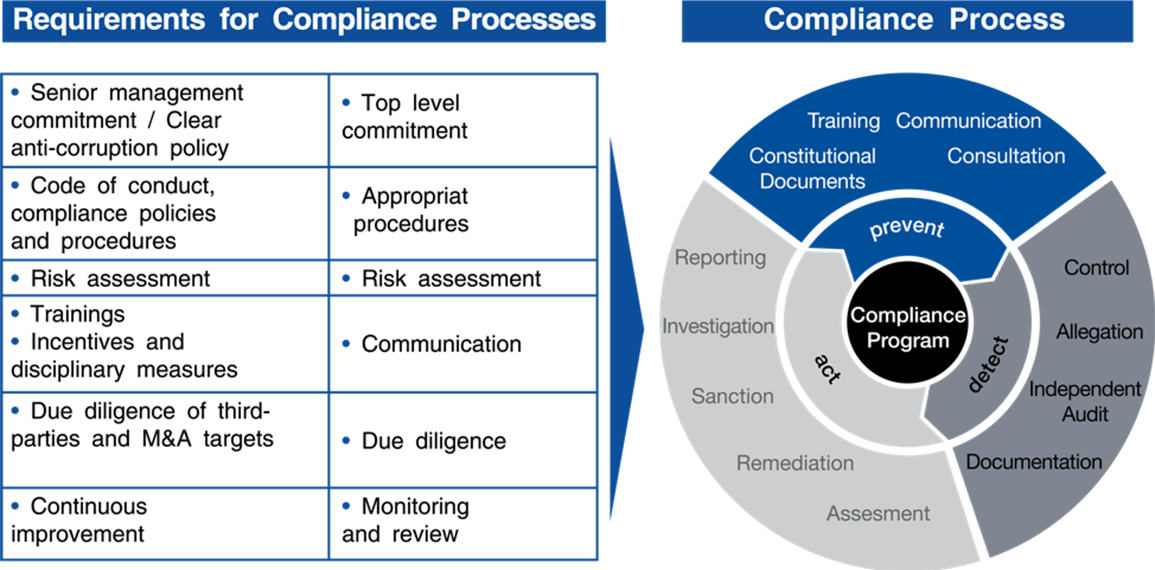 Requirements for Compliance Processes
• Senior management
commitment / Clear
anti-corruption policy
• Top level
commitment
• Code of conduct,
compliance policies
and procedures
• Appropriat
procedures
• Risk assessment
• Risk assessment
• Trainings
• Incentives and
disciplinary measures
• Communication
• Due diligence of third-
parties and M&A targets
• Due diligence
• Continuous
improvement
• Monitoring
and review
Compliance Process
Training Communication
Constitutional
Documents
Consultation
prevent
Control
Allegation
Independent
Audit
Documentation
detect
Reporting
Investigation
Sanction
Remediation
Assesment
act
Compliance
Program